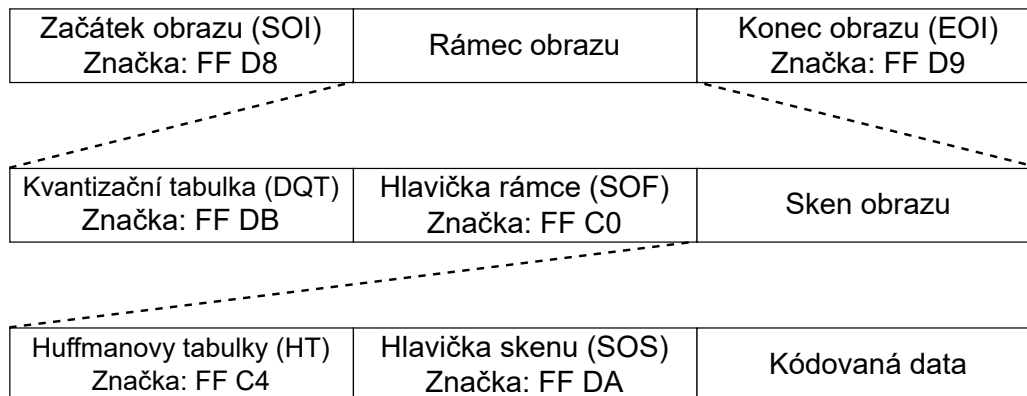 Začátek obrazu (SOI)
Značka: FF D8
Rámec obrazu
Konec obrazu (EOI)
Značka: FF D9
Kvantizační tabulka (DQT)
Značka: FF DB
Hlavička rámce (SOF)
Značka: FF C0
Sken obrazu
Huffmanovy tabulky (HT)
Značka: FF C4
Hlavička skenu (SOS)
Značka: FF DA
Kódovaná data